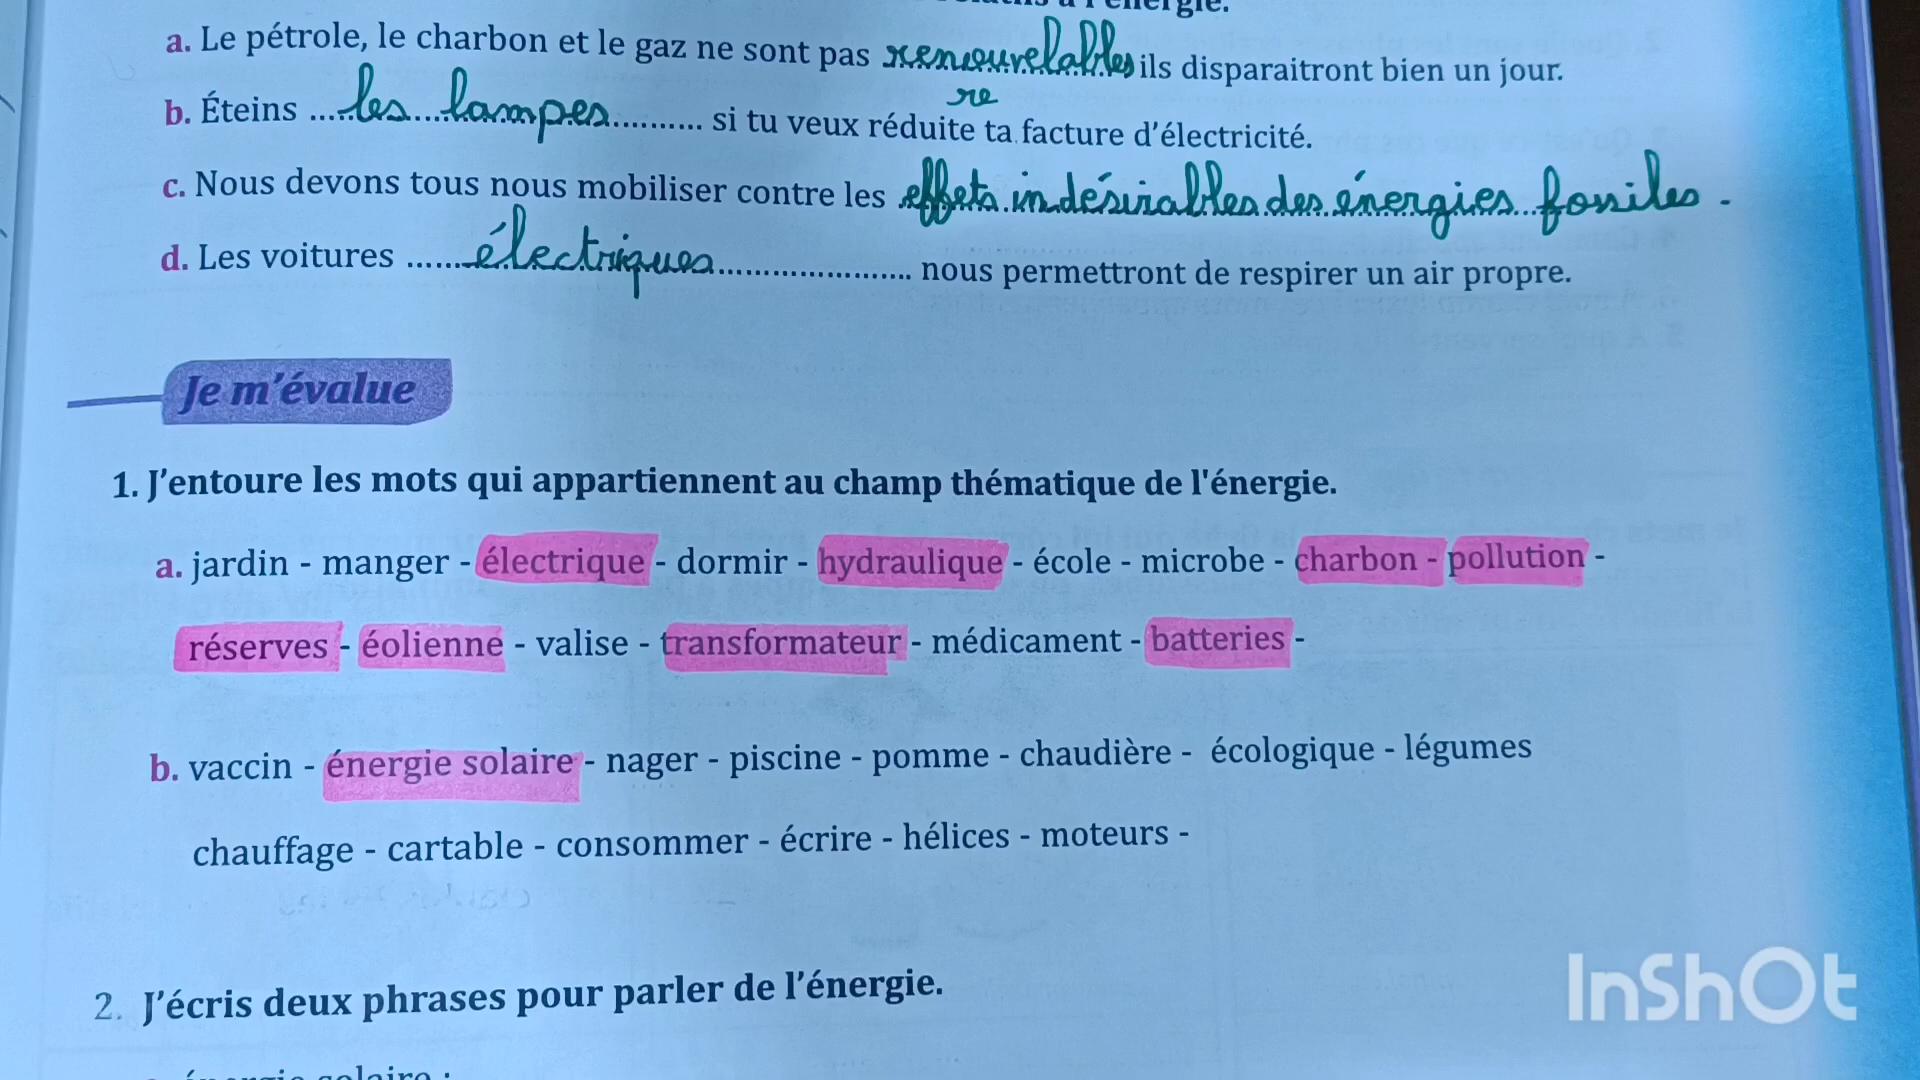 l'énergie.
a. Le pétrole, le charbon et le gaz ne sont pas renouvelables ils disparaitront bien un jour.
re
b. Éteins ..... les lampes ........... si tu veux réduite ta facture d'électricité.
c. Nous devons tous nous mobiliser contre les effets indésirables des énergies fossiles.
d. Les voitures ...... électriques ...................... nous permettront de respirer un air propre.
Je m'évalue
1. J'entoure les mots qui appartiennent au champ thématique de l'énergie.
a. jardin - manger - électrique - dormir - hydraulique - école - microbe - charbon - pollution -
réserves - éolienne - valise - transformateur - médicament - batteries -
b. vaccin - énergie solaire - nager - piscine - pomme - chaudière - écologique - légumes
chauffage - cartable - consommer - écrire - hélices - moteurs -
2. J'écris deux phrases pour parler de l'énergie.
énergie solaire :
InShOt